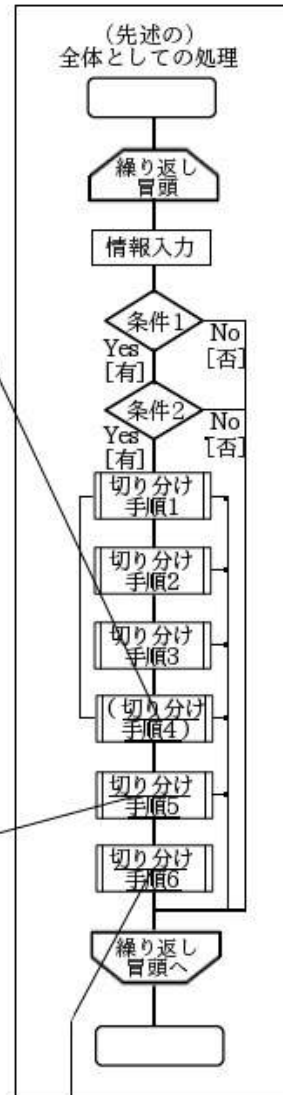 （先述の）
全体としての処理
繰り返し
冒頭
情報入力
条件1
Yes
[有]
No
[否]
条件2
Yes
[有]
No
[否]
切り分け
手順1
切り分け
手順2
切り分け
手順3
（切り分け
手順4）
切り分け
手順5
切り分け
手順6
繰り返し
冒頭へ